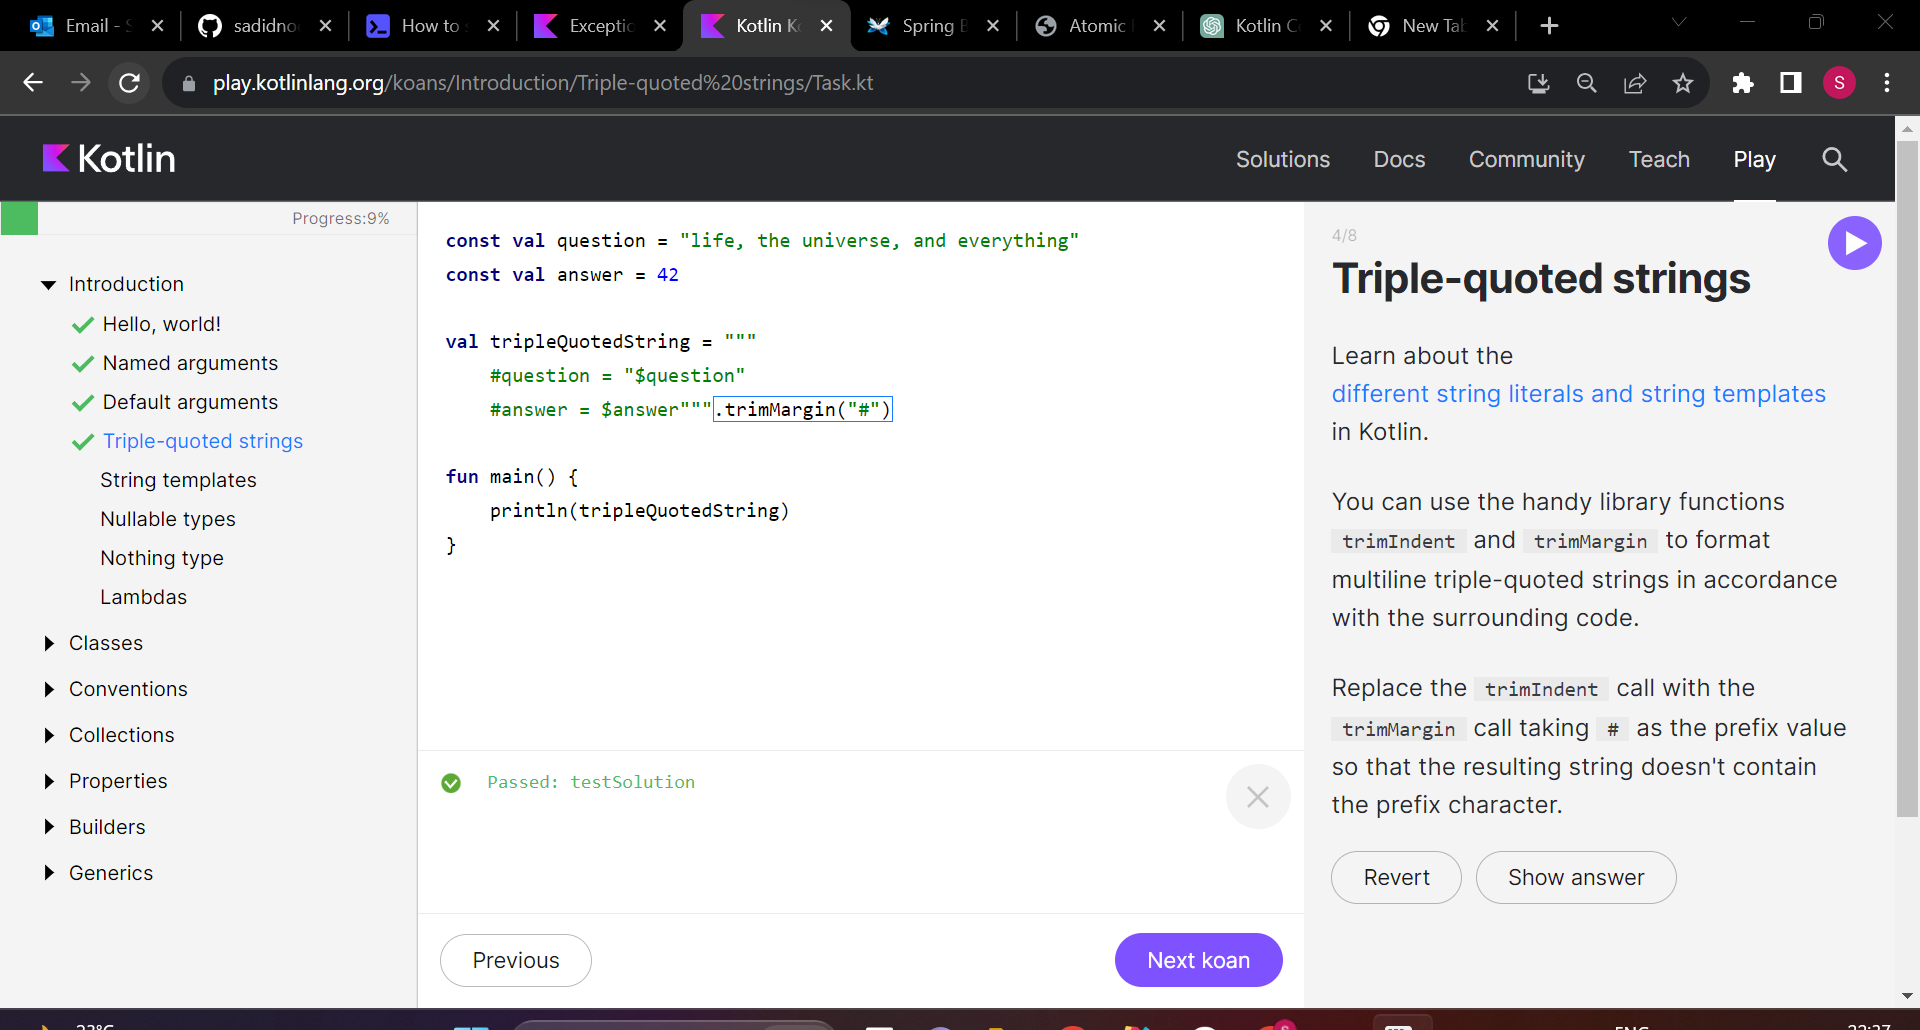 Email - S
sadidno
How to s
Exceptio
Kotlin Ko
Spring B
Atomic
Kotlin Co
New Tab
play.kotlinlang.org/koans/Introduction/Triple-quoted%20strings/Task.kt
S
Kotlin
Solutions
Docs
Community
Teach
Play
Progress:9%
Introduction
Hello, world!
Named arguments
Default arguments
Triple-quoted strings
String templates
Nullable types
Nothing type
Lambdas
Classes
Conventions
Collections
Properties
Builders
Generics
const val question = "life, the universe, and everything"
const val answer = 42
val tripleQuotedString = """
#question = "$question"
#answer = $answer""".trimMargin("#")
fun main() {
println(tripleQuotedString)
}
Passed: testSolution
Previous
Next koan
4/8
Triple-quoted strings
Learn about the
different string literals and string templates
in Kotlin.
You can use the handy library functions
trimIndent and trimMargin to format
multiline triple-quoted strings in accordance
with the surrounding code.
Replace the trimIndent call with the
trimMargin call taking # as the prefix value
so that the resulting string doesn't contain
the prefix character.
Revert
Show answer